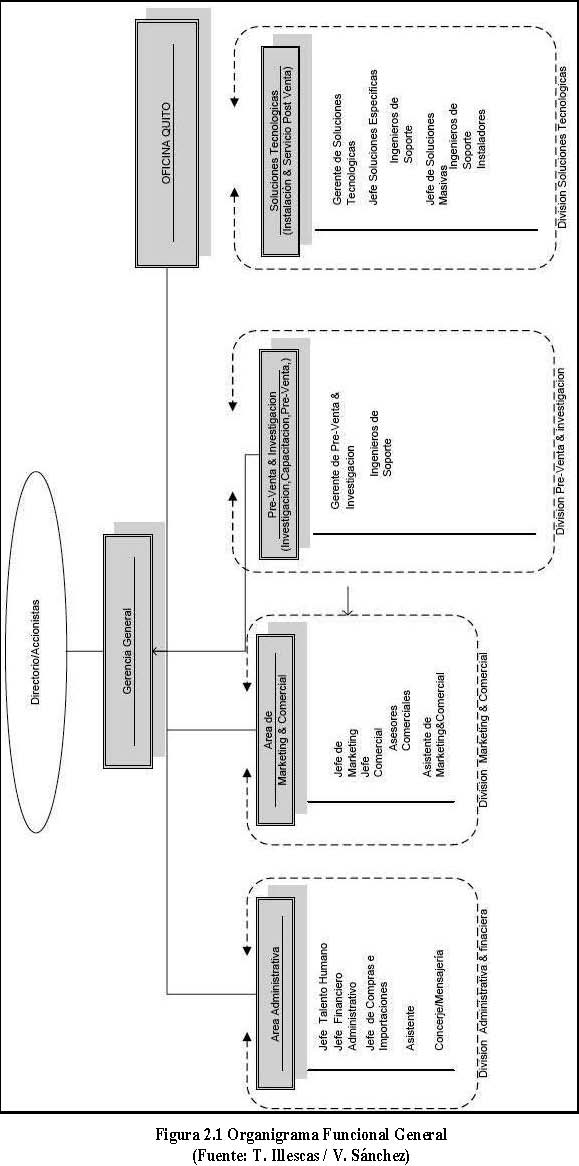 Directorio/Accionistas
Gerencia General
OFICINA QUITO
Area Administrativa
Jefe Talento Humano
Jefe Financiero
Administrativo
Jefe de Compras e
Importaciones
Asistente
Concerje/Mensajería
Division Administrativa & finaciera
Area de
Marketing & Comercial
Jefe de
Marketing
Jefe
Comercial
Asesores
Comerciales
Asistente de
Marketing&Comercial
Division Marketing & Comercial
Pre-Venta & Investigacion
(Investigacion,Capacitacion,Pre-Venta,)
Gerente de Pre-Venta &
Investigacion
Ingenieros de
Soporte
Division Pre-Venta & investigacion
Soluciones Tecnologicas
(Instalación & Servicio Post Venta)
Gerente de Soluciones
Tecnologicas
Jefe Soluciones Especificas
Ingenieros de
Soporte
Jefe de Soluciones
Masivas
Ingenieros de
Soporte
Instaladores
Division Soluciones Tecnologicas
Figura 2.1 Organigrama Funcional General
(Fuente: T. Illescas / V. Sánchez)